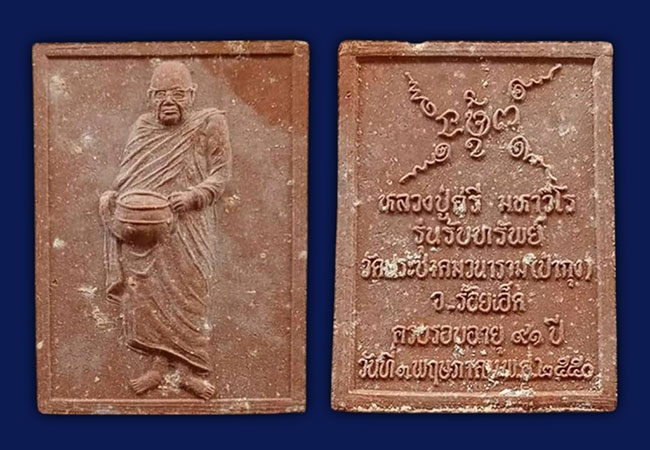 หลวงปู่ศรี มหาวีโร
รุ่นรับทรัพย์
วัดประชาคมวนาราม (ป่ากุง)
จ.ร้อยเอ็ด
ครบรอบอายุ ๙๑ ปี
วันที่ ๓ พฤษภาคม พ.ศ. ๒๕๕๐